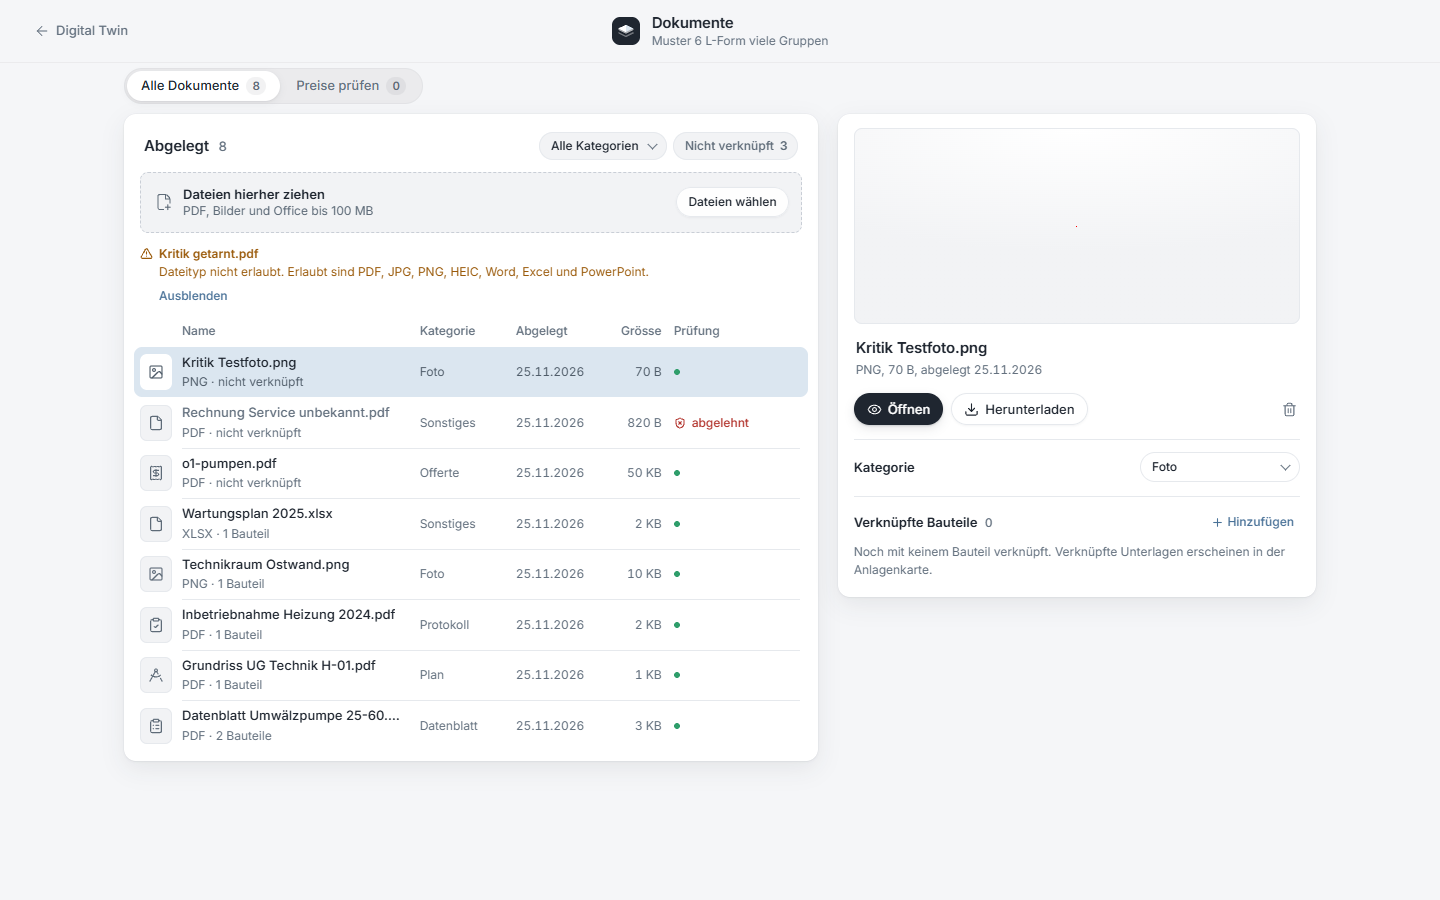 Digital Twin
Dokumente
Muster 6 L-Form viele Gruppen
Alle Dokumente 8 Preise prüfen 0
Abgelegt 8 Alle Kategorien Nicht verknüpft 3
Dateien hierher ziehen
PDF, Bilder und Office bis 100 MB
Dateien wählen
Kritik getarnt.pdf
Dateityp nicht erlaubt. Erlaubt sind PDF, JPG, PNG, HEIC, Word, Excel und PowerPoint.
Ausblenden
Name Kategorie Abgelegt Grösse Prüfung
Kritik Testfoto.png
PNG · nicht verknüpft
Foto 25.11.2026 70 B
Rechnung Service unbekannt.pdf
PDF · nicht verknüpft
Sonstiges 25.11.2026 820 B abgelehnt
o1-pumpen.pdf
PDF · nicht verknüpft
Offerte 25.11.2026 50 KB
Wartungsplan 2025.xlsx
XLSX · 1 Bauteil
Sonstiges 25.11.2026 2 KB
Technikraum Ostwand.png
PNG · 1 Bauteil
Foto 25.11.2026 10 KB
Inbetriebnahme Heizung 2024.pdf
PDF · 1 Bauteil
Protokoll 25.11.2026 2 KB
Grundriss UG Technik H-01.pdf
PDF · 1 Bauteil
Plan 25.11.2026 1 KB
Datenblatt Umwälzpumpe 25-60....
PDF · 2 Bauteile
Datenblatt 25.11.2026 3 KB
Kritik Testfoto.png
PNG, 70 B, abgelegt 25.11.2026
Öffnen Herunterladen
Kategorie Foto
Verknüpfte Bauteile 0 Hinzufügen
Noch mit keinem Bauteil verknüpft. Verknüpfte Unterlagen erscheinen in der
Anlagenkarte.